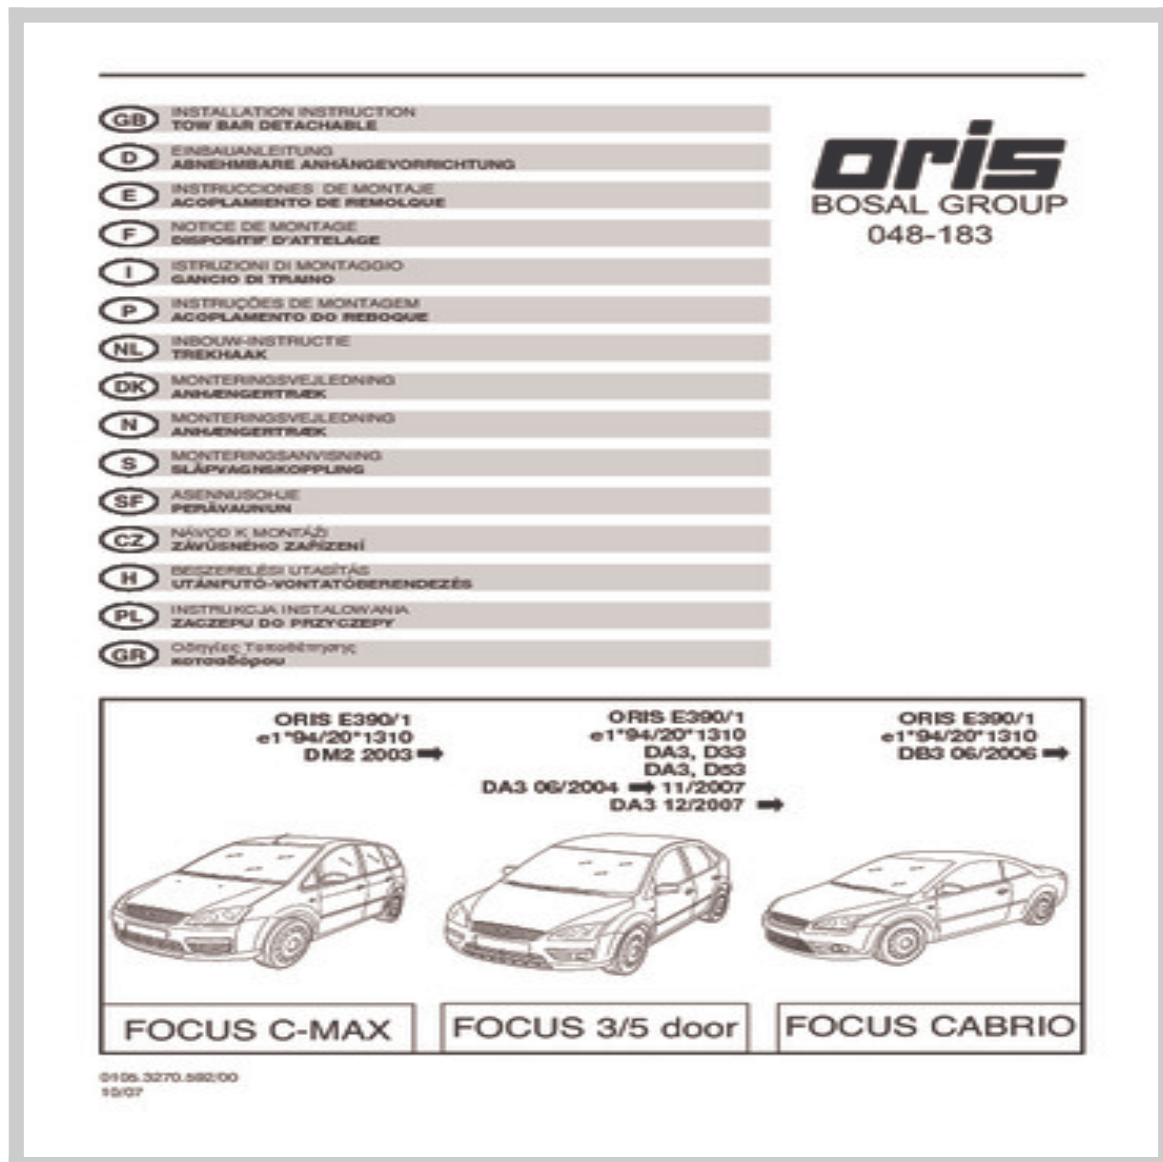 GB INSTALLATION INSTRUCTION
TOW BAR DETACHABLE
D EINBAUANLEITUNG
ABNEHMBARE ANHÄNGEVORRICHTUNG
E INSTRUCCIONES DE MONTAJE
ACOPLAMIENTO DE REMOLQUE
F NOTICE DE MONTAGE
DISPOSITIF D'ATTELAGE
I ISTRUZIONI DI MONTAGGIO
GANCIO DI TRAINO
P INSTRUÇÕES DE MONTAGEM
ACOPLAMENTO DO REBOQUE
NL INBOUW-INSTRUCTIE
TREKHAAK
DK MONTERINGSVEJLEDNING
ANHÆNGERTRÆK
N MONTERINGSVEJLEDNING
ANHÆNGERTRÆK
S MONTERINGSANVISNING
SLÄPVAGNSKOPPLING
SF ASENNUSOHJE
PERÄVAUNUN
CZ NÁVOD K MONTÁŽI
ZAŘÍZENÍ
H BESZERELÉSI UTASÍTÁS
UTÁNFUTÓ-VONTATÓBERENDEZÉS
PL INSTRUKCJA INSTALOWANIA
ZACZEPU DO PRZYCZEPY
GR Οδηγίες Τοποθέτησης
κοτσαδόρου
oris
BOSAL GROUP
048-183
ORIS E390/1
e1*94/20*1310
DM2 2003 ➡
ORIS E390/1
e1*94/20*1310
DA3, D33
DA3, D53
DA3 06/2004 ➡ 11/2007
DA3 12/2007 ➡
ORIS E390/1
e1*94/20*1310
DB3 06/2006 ➡
FOCUS C-MAX
FOCUS 3/5 door
FOCUS CABRIO
10/07